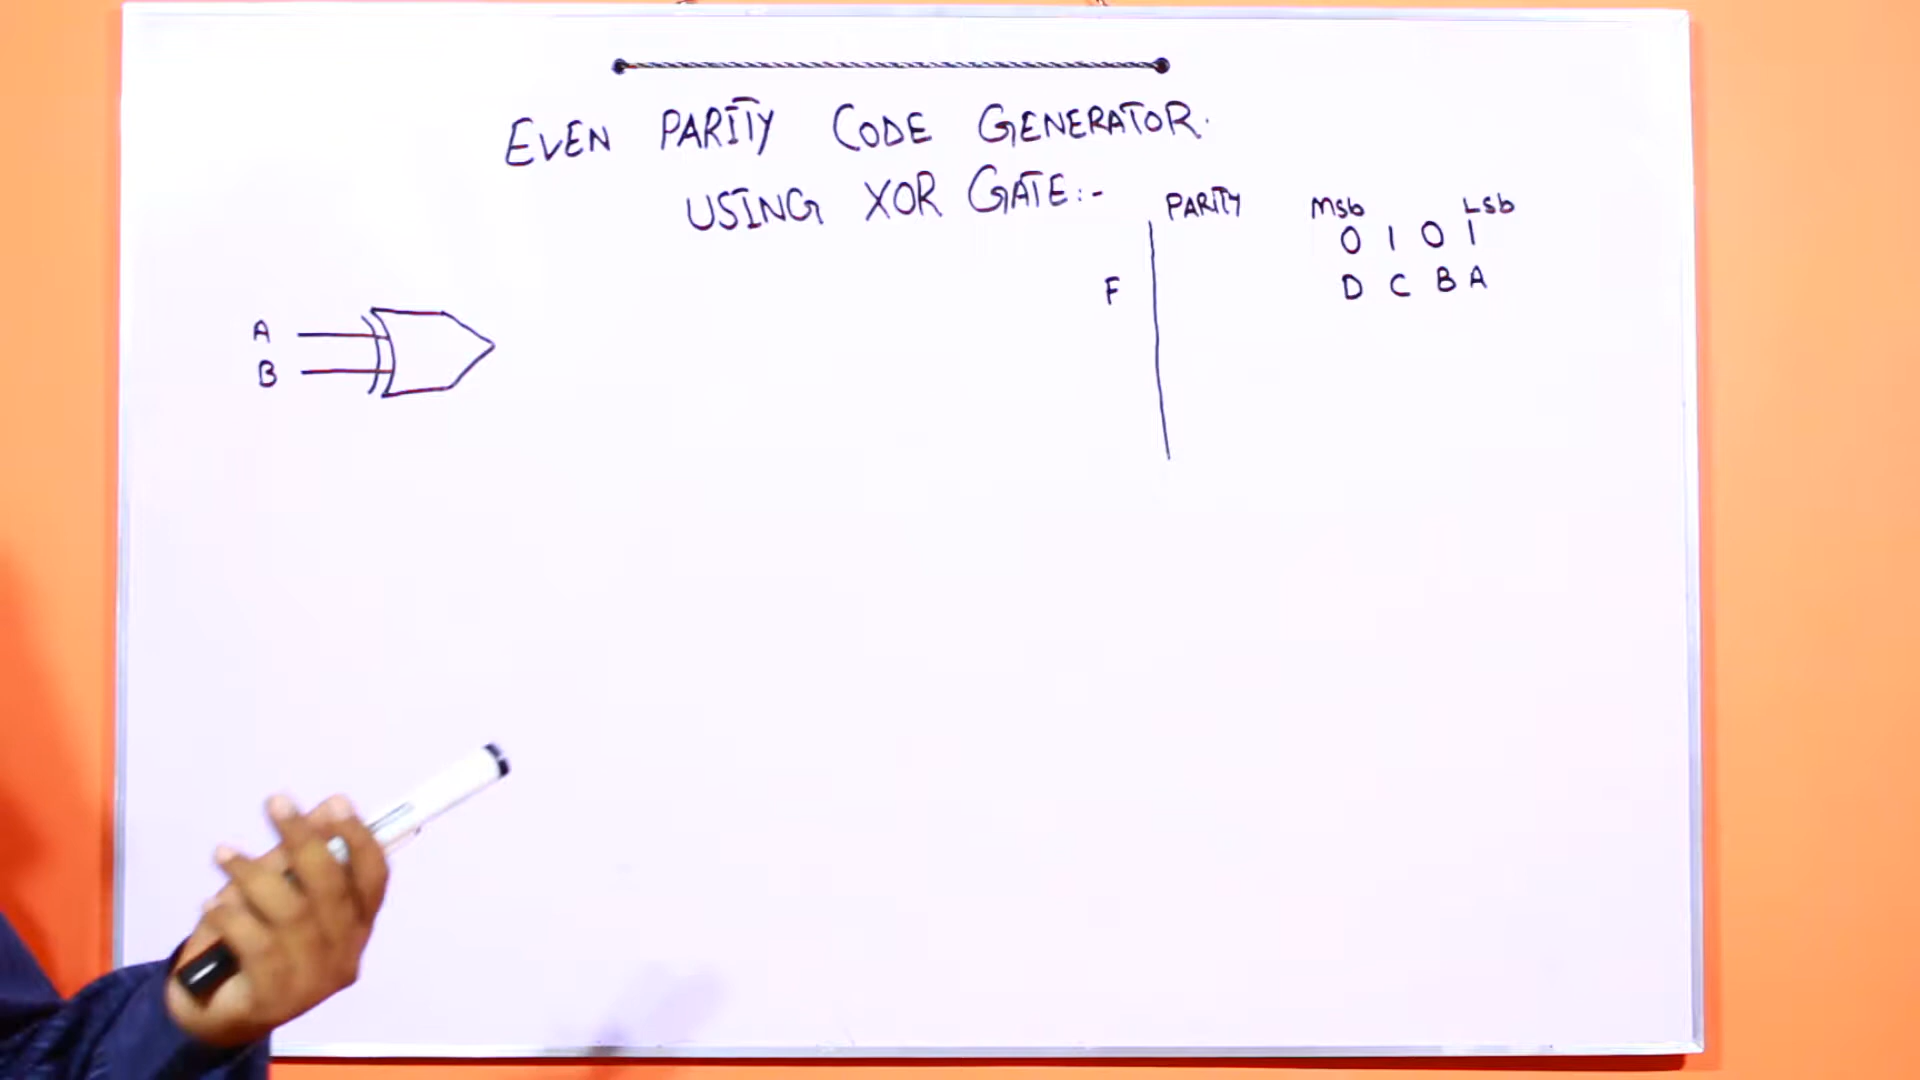 EVEN PARITY CODE GENERATOR.
USING XOR GATE:-
PARITY Msb Lsb
0 1 0 1
F D C B A
A
B